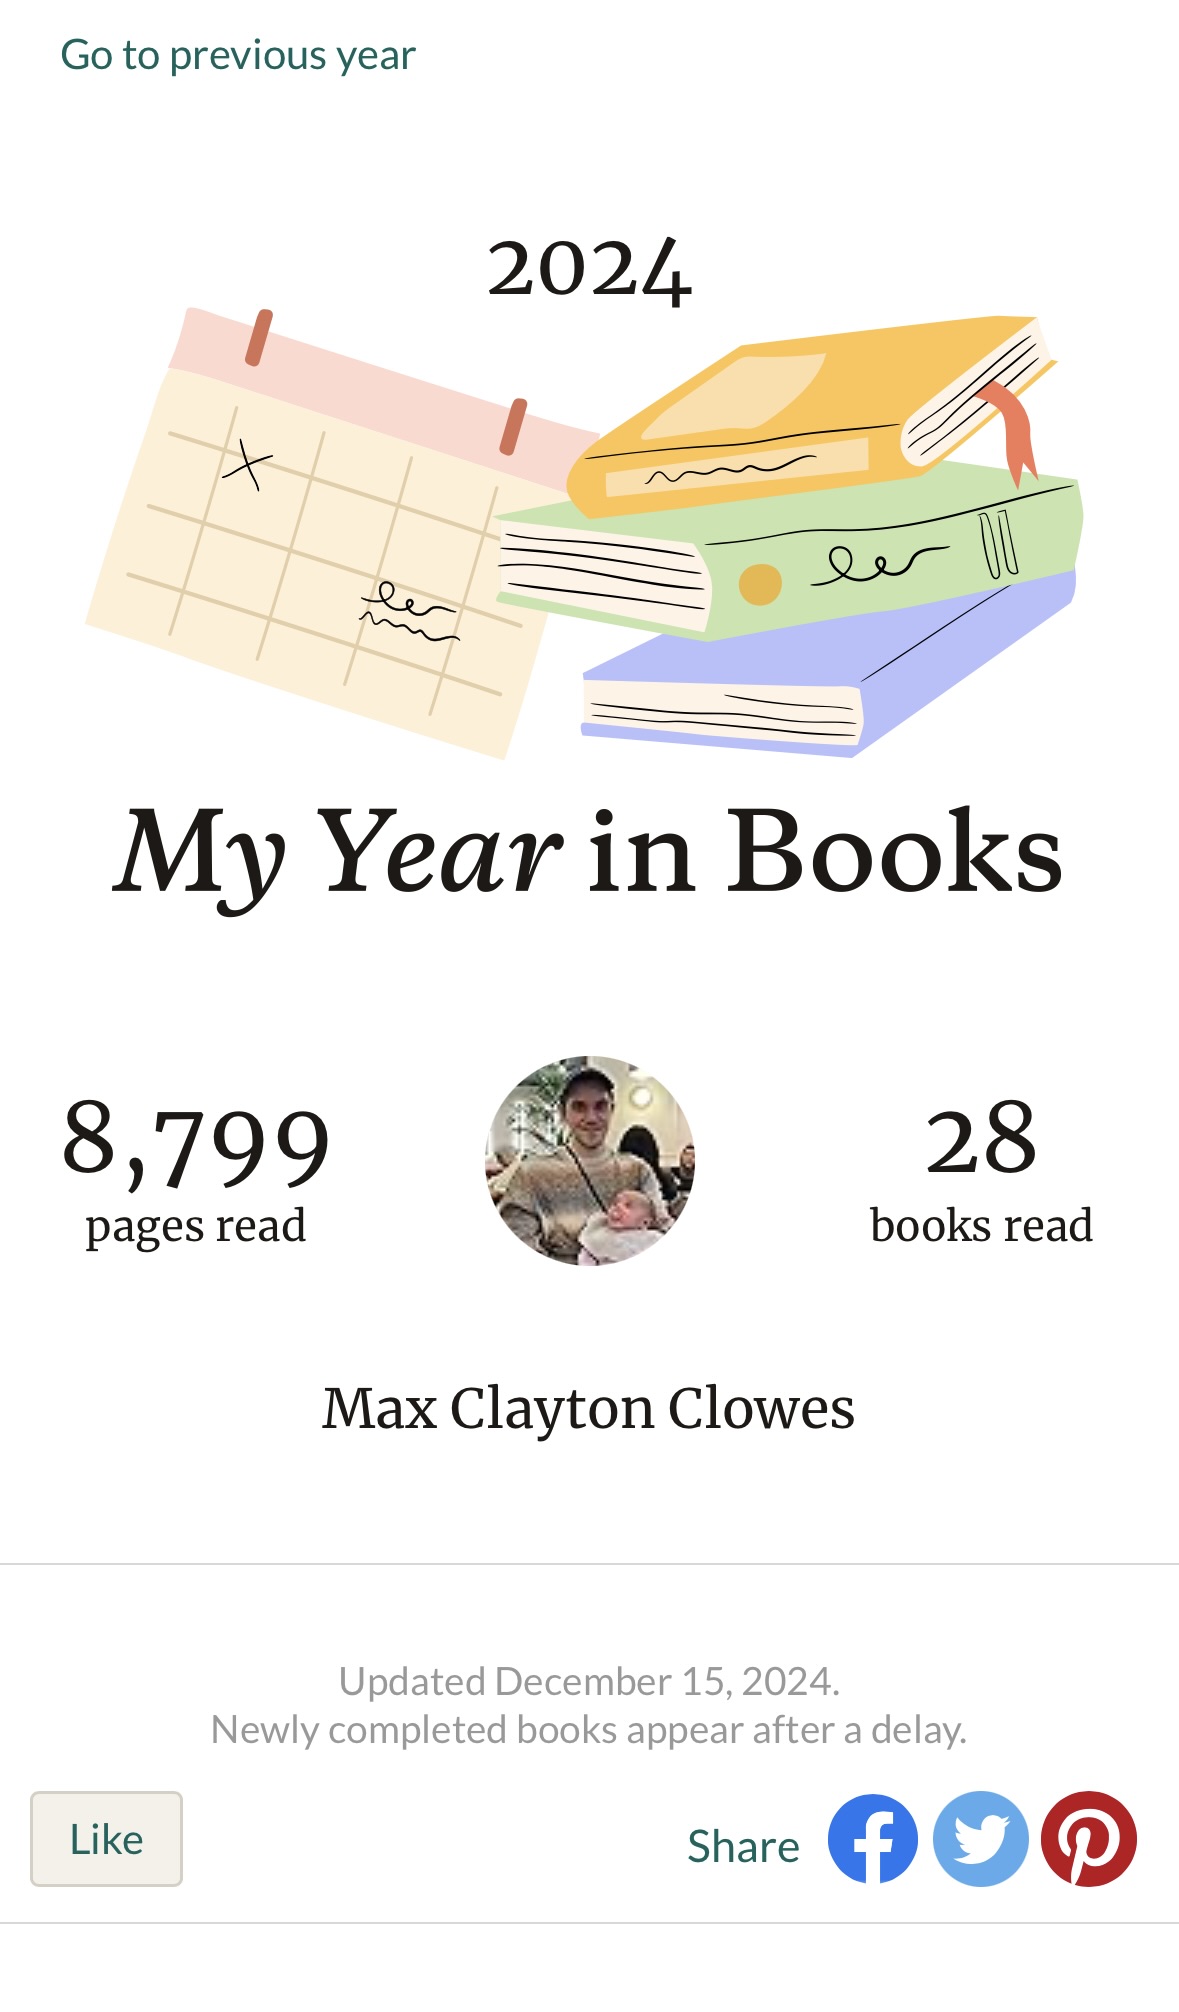 Go to previous year
2024
My Year in Books
8,799
pages read
28
books read
Max Clayton Clowes
Updated December 15, 2024.
Newly completed books appear after a delay.
Like
Share